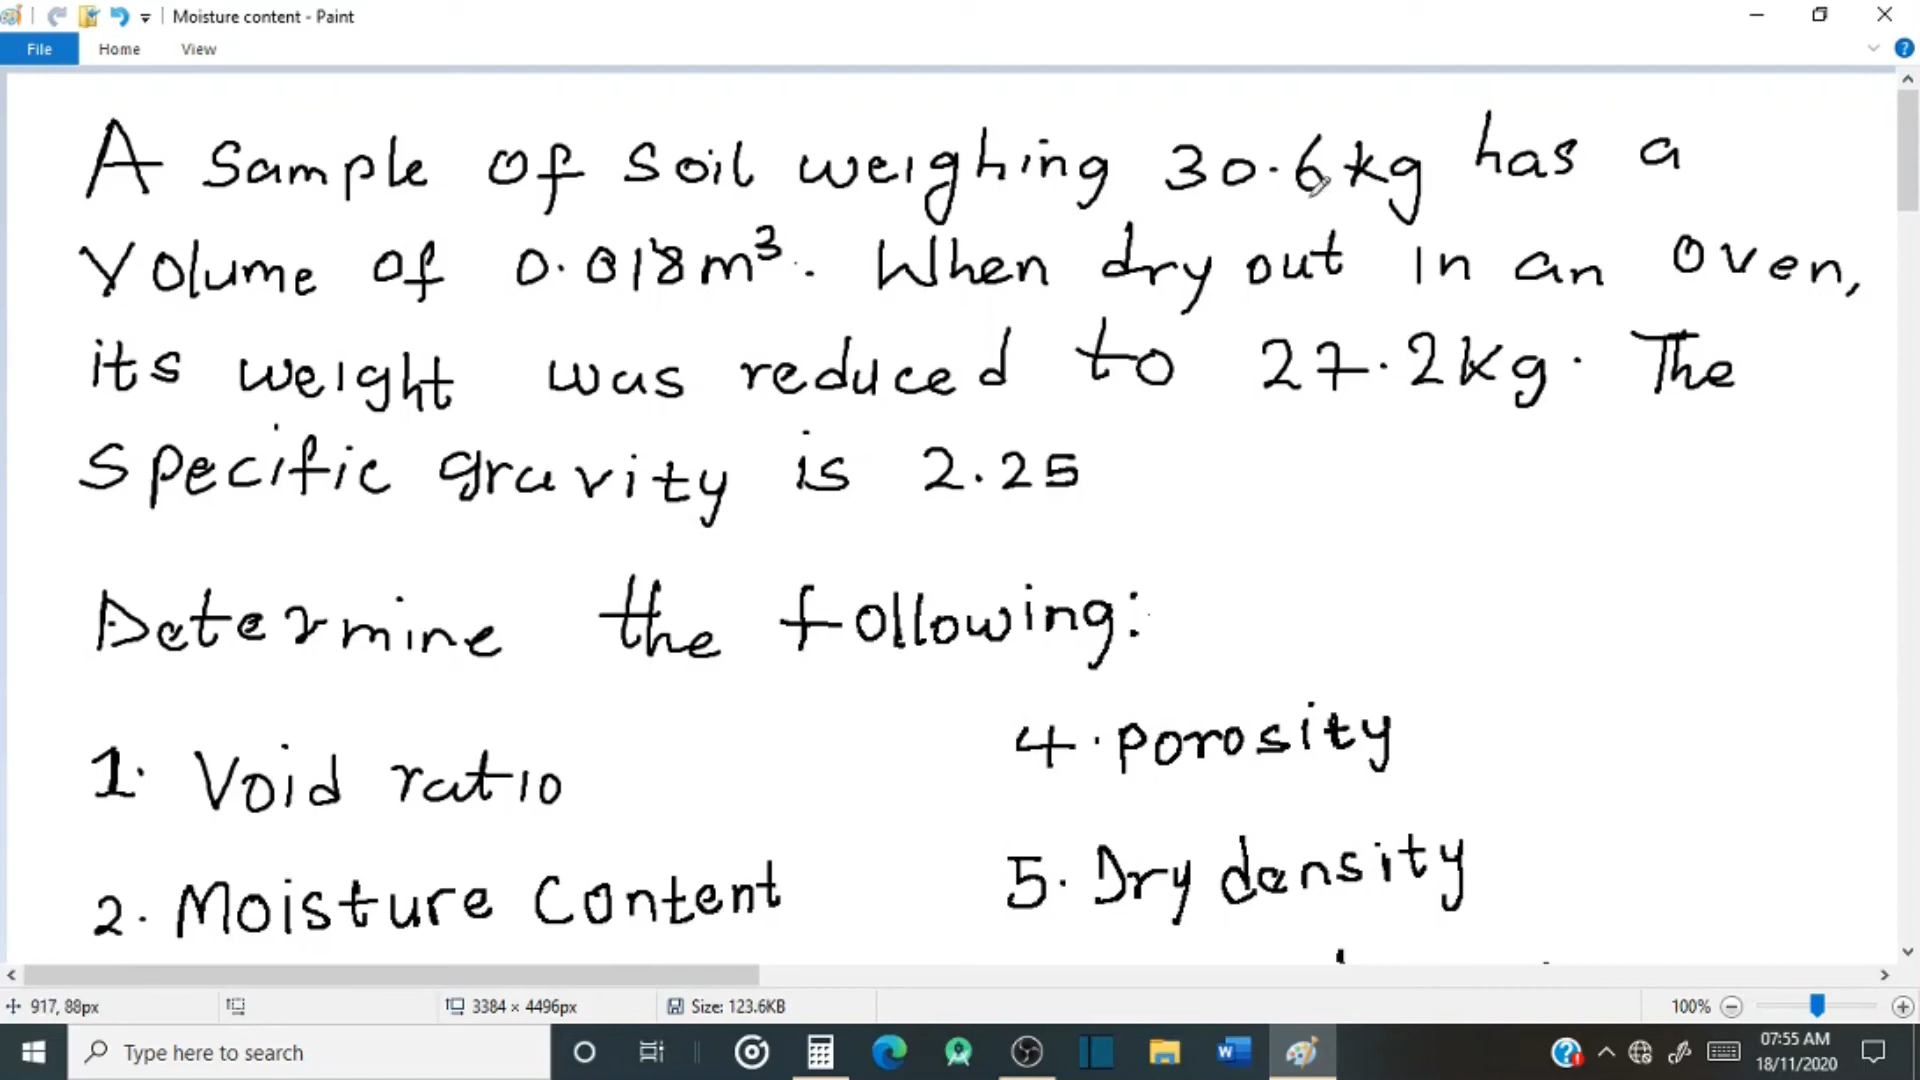 Moisture content - Paint
File Home View
A Sample of Soil weighing 30.6kg has a
Volume of 0.018m³. When dry out in an oven,
its weight was reduced to 27.2kg. The
Specific gravity is 2.25
Determine the following:
1. Void ratio
2. Moisture Content
4. Porosity
5. Dry density
917, 88px 3384 × 4496px Size: 123.6KB 100%
Type here to search
07:55 AM
18/11/2020